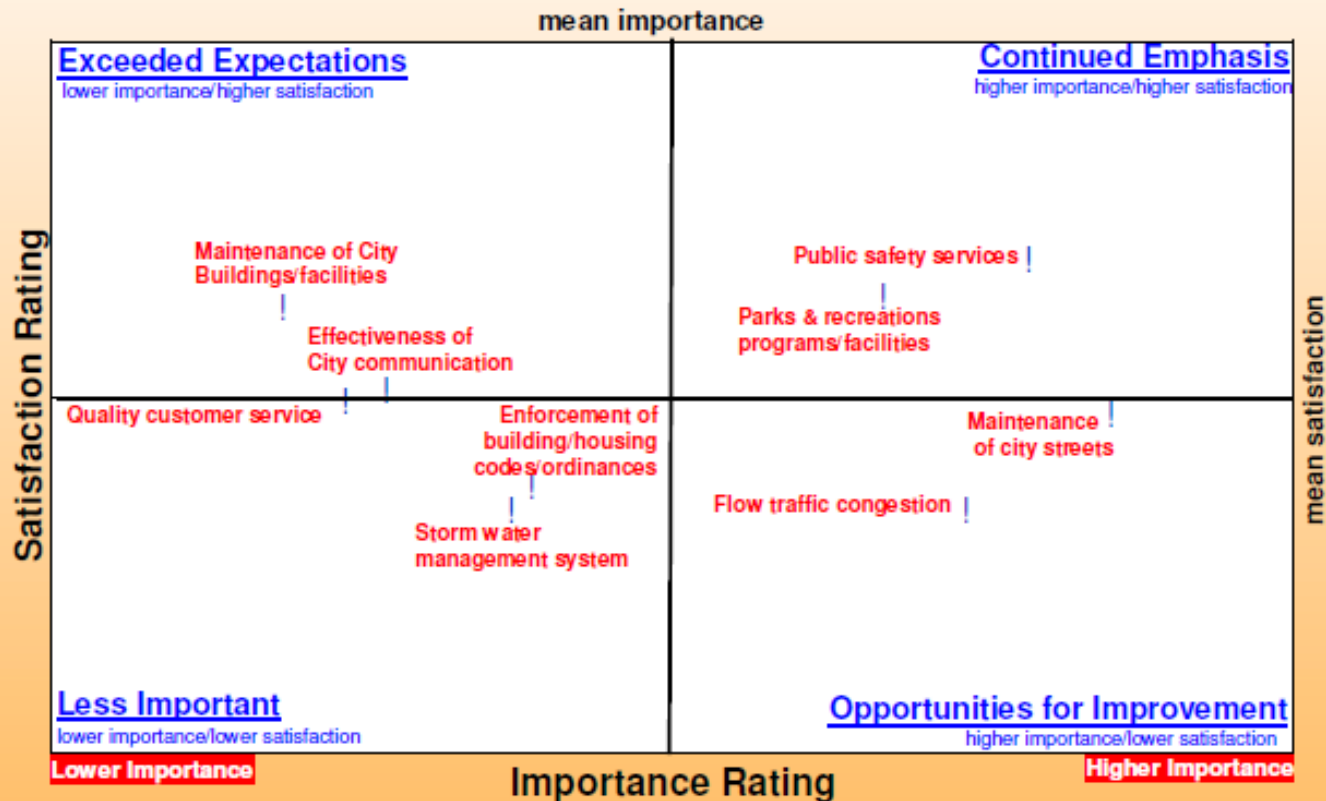 mean importance
Exceeded Expectations
lower importance/higher satisfaction
Continued Emphasis
higher importance/higher satisfaction
Satisfaction Rating
mean satisfaction
Maintenance of City
Buildings/facilities
!
Effectiveness of
City communication
!
Public safety services !
!
Parks & recreations
programs/facilities
!
Quality customer service
Enforcement of
building/housing
codes/ordinances
!
!
Storm water
management system
!
Maintenance
of city streets
Flow traffic congestion !
Less Important
lower importance/lower satisfaction
Opportunities for Improvement
higher importance/lower satisfaction
Lower Importance
Importance Rating
Higher Importance